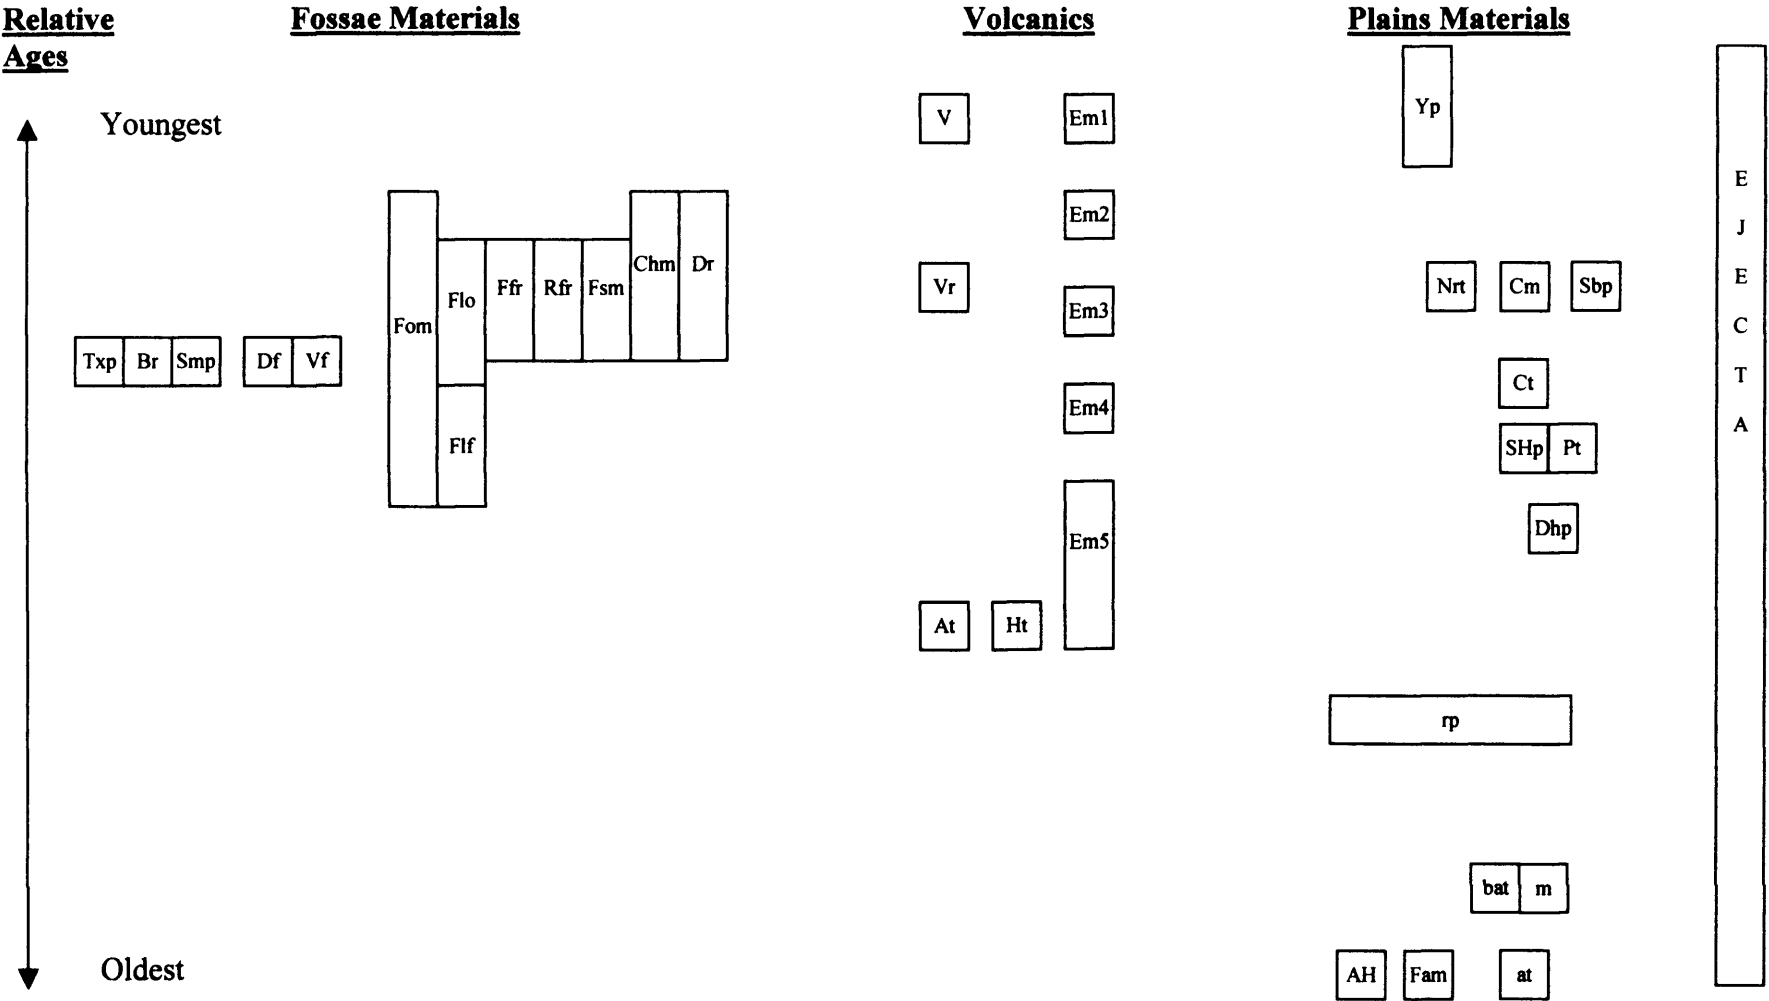 Relative Ages
Fossae Materials
Volcanics
Plains Materials
Youngest
V
Em1
Yp
E
J
E
C
T
A
Em2
Chm
Dr
Ffr
Rfr
Fsm
Flo
Vr
Em3
Nrt
Cm
Sbp
Fom
Txp
Br
Smp
Df
Vf
Em4
Ct
Flf
SHp
Pt
Em5
Dhp
At
Ht
rp
bat
m
Oldest
AH
Fam
at